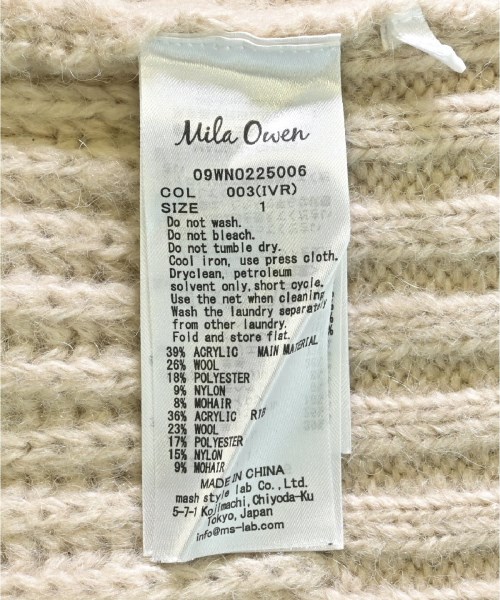 Mila Owen
09WNO225006
COL 003(IVR)
SIZE 1
Do not wash.
Do not bleach.
Do not tumble dry.
Cool iron, use press cloth.
Dryclean, petroleum
solvent only,short cycle.
Use the net when cleaning
Wash the laundry separately
from other laundry.
Fold and store flat.
39% ACRYLIC MAIN MATERIAL
26% WOOL
18% POLYESTER
9% NYLON
8% MOHAIR
36% ACRYLIC RIB
23% WOOL
17% POLYESTER
15% NYLON
9% MOHAIR
MADE IN CHINA
mash style lab Co., Ltd.
5-7-1 Kojimachi, Chiyoda-Ku
Tokyo, Japan
info@ms-lab.com